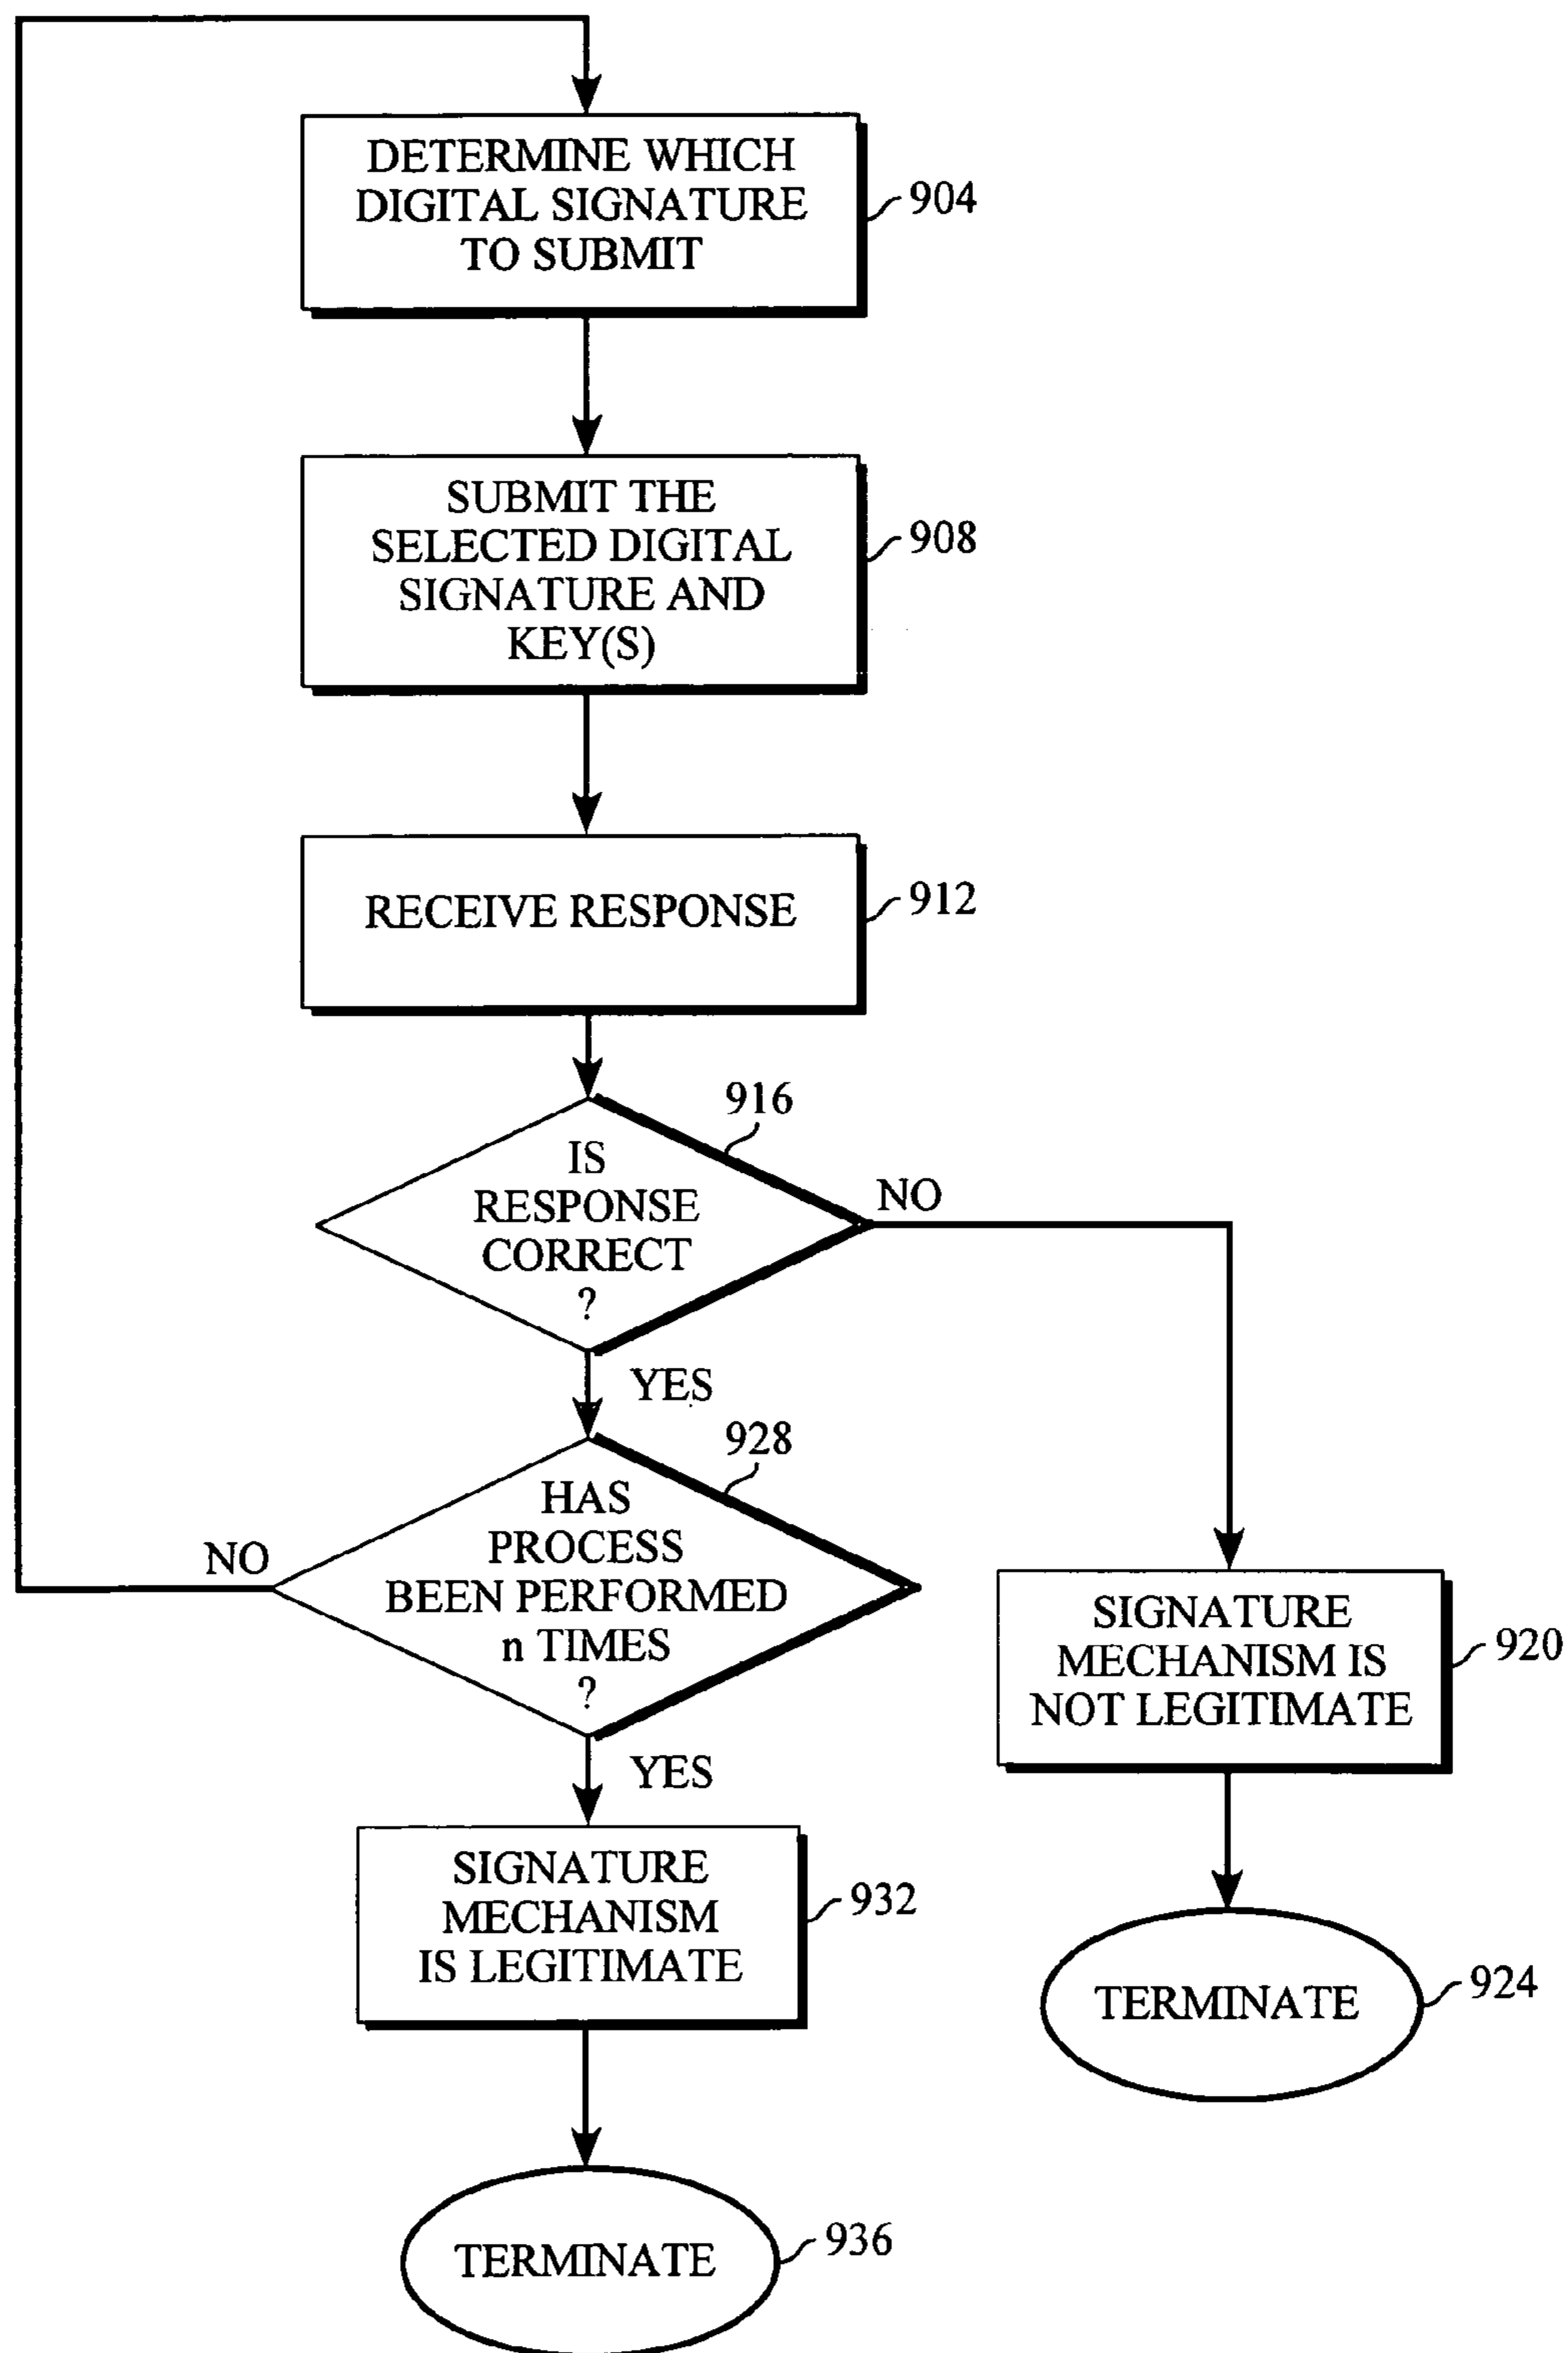 DETERMINE WHICH
DIGITAL SIGNATURE
TO SUBMIT
904
SUBMIT THE
SELECTED DIGITAL
SIGNATURE AND
KEY(S)
908
RECEIVE RESPONSE
912
916
IS
RESPONSE
CORRECT
?
NO
YES
928
HAS
PROCESS
BEEN PERFORMED
n TIMES
?
NO
YES
SIGNATURE
MECHANISM IS
NOT LEGITIMATE
920
SIGNATURE
MECHANISM
IS LEGITIMATE
932
TERMINATE
924
TERMINATE
936